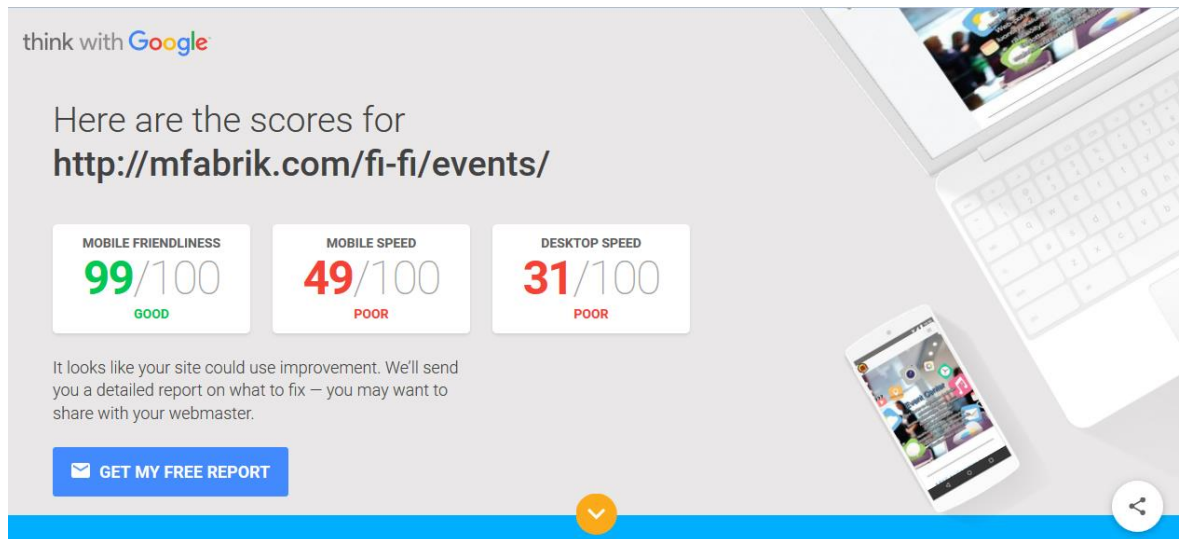 think with Google
Here are the scores for
http://mfabrik.com/fi-fi/events/
MOBILE FRIENDLINESS
99/100
GOOD
MOBILE SPEED
49/100
POOR
DESKTOP SPEED
31/100
POOR
It looks like your site could use improvement. We'll send
you a detailed report on what to fix — you may want to
share with your webmaster.
GET MY FREE REPORT